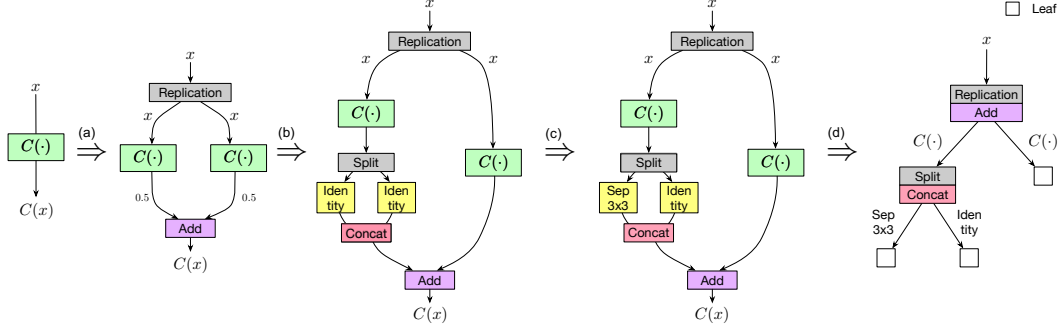 x
C(·)
C(x)
(a)
x
Replication
x
x
C(·)
C(·)
0.5
0.5
Add
C(x)
(b)
x
Replication
x
x
C(·)
Split
C(·)
Iden
tity
Iden
tity
Concat
Add
C(x)
(c)
x
Replication
x
x
C(·)
Split
C(·)
Sep
3x3
Iden
tity
Concat
Add
C(x)
(d)
Leaf
x
Replication
Add
C(·)
C(·)
Split
Concat
Sep
3x3
Iden
tity